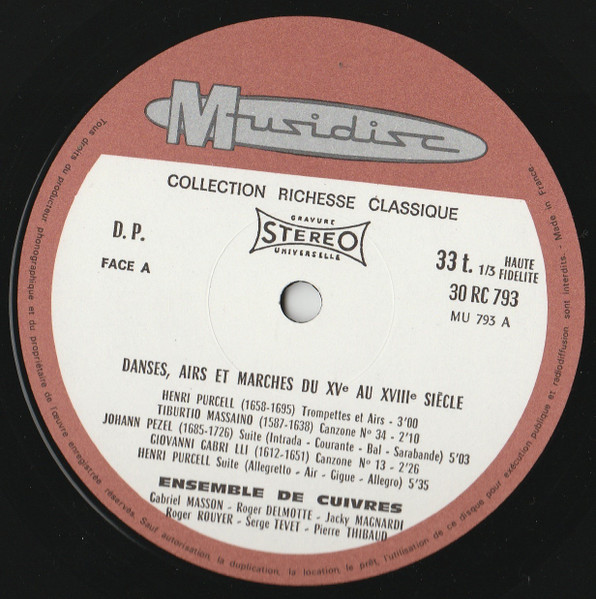 Musidisc
COLLECTION RICHESSE CLASSIQUE
GRAVURE
STEREO
UNIVERSELLE
D. P.
FACE A
33 t. 1/3 HAUTE FIDELITE
30 RC 793
MU 793 A
DANSES, AIRS ET MARCHES DU XVe AU XVIIIe SIÈCLE
HENRI PURCELL (1658-1695) Trompettes et Airs - 3'00
TIBURTIO MASSAINO (1587-1638) Canzone N° 34 - 2'10
JOHANN PEZEL (1685-1726) Suite (Intrada - Courante - Bal - Sarabande) 5'03
GIOVANNI GABRI LLI (1612-1651) Canzone N° 13 - 2'26
HENRI PURCELL Suite (Allegretto - Air - Gigue - Allegro) 5'35
ENSEMBLE DE CUIVRES
Gabriel MASSON - Roger DELMOTTE - Jacky MAGNARDI
Roger ROUYER - Serge TEVET - Pierre THIBAUD
Tous droits du producteur phonographique et du propriétaire de l'œuvre enregistrée réservés. Sauf autorisation, la duplication, la location, le prêt, l'utilisation de ce disque pour exécution publique et radiodiffusion sont interdits. - Made in France.